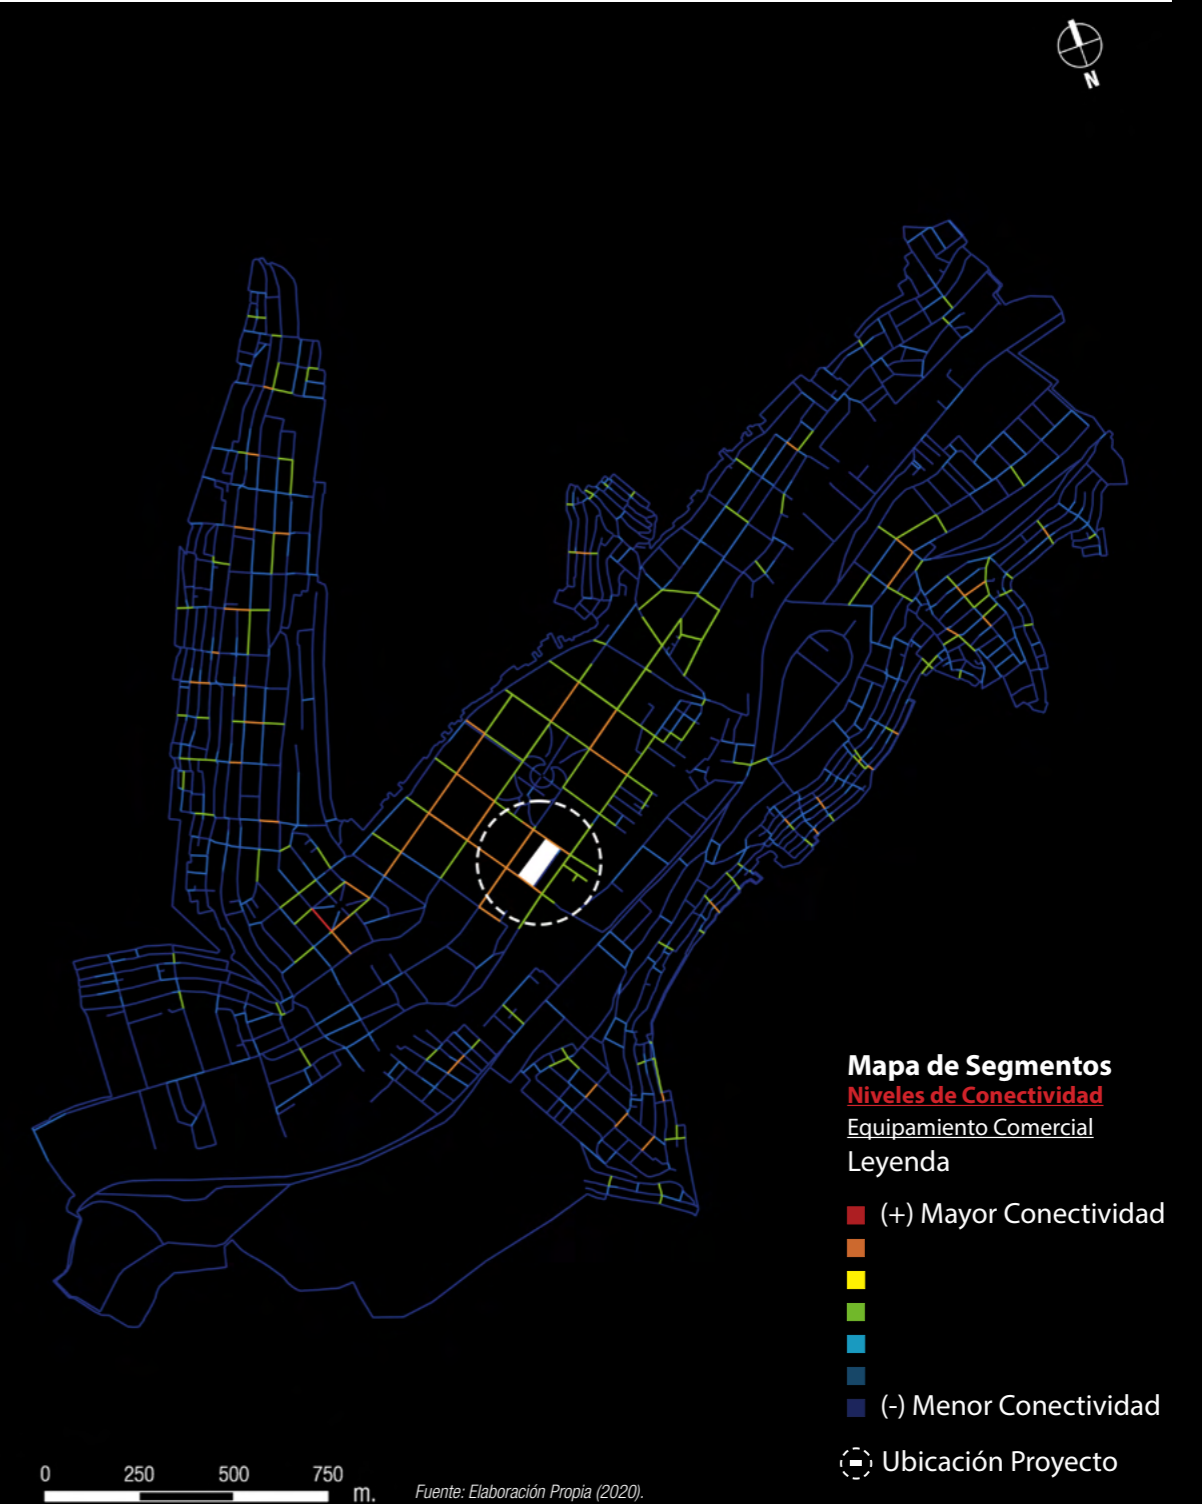 N
Mapa de Segmentos
Niveles de Conectividad
Equipamiento Comercial
Leyenda
(+) Mayor Conectividad
(-) Menor Conectividad
Ubicación Proyecto
0 250 500 750
m.
Fuente: Elaboración Propia (2020).